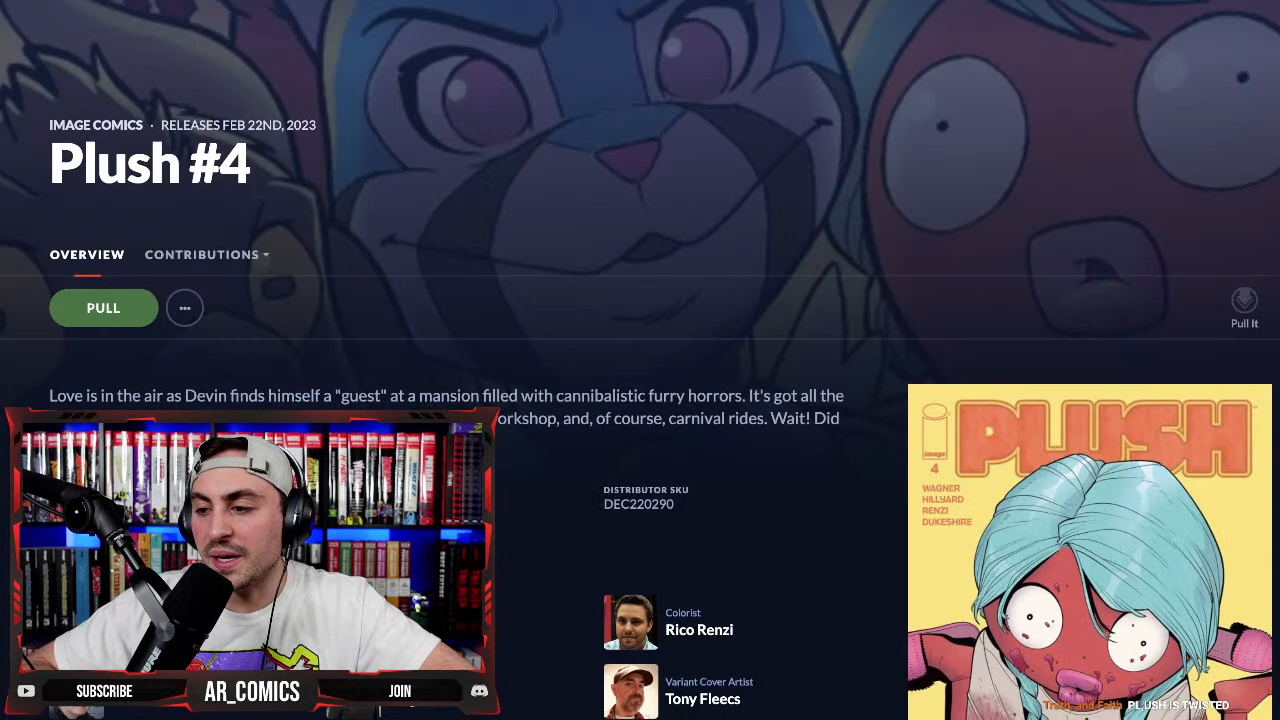 IMAGE COMICS · RELEASES FEB 22ND, 2023
Plush #4
OVERVIEW CONTRIBUTIONS
PULL
Pull It
Love is in the air as Devin finds himself a "guest" at a mansion filled with cannibalistic furry horrors. It's got all the
orkshop, and, of course, carnival rides. Wait! Did
DISTRIBUTOR SKU
DEC220290
Colorist
Rico Renzi
Variant Cover Artist
Tony Fleecs
PLUSH
image
4
WAGNER
HILLYARD
RENZI
DUKESHIRE
Truth_and_Faith PLUSH IS TWISTED
SUBSCRIBE
AR_COMICS
JOIN